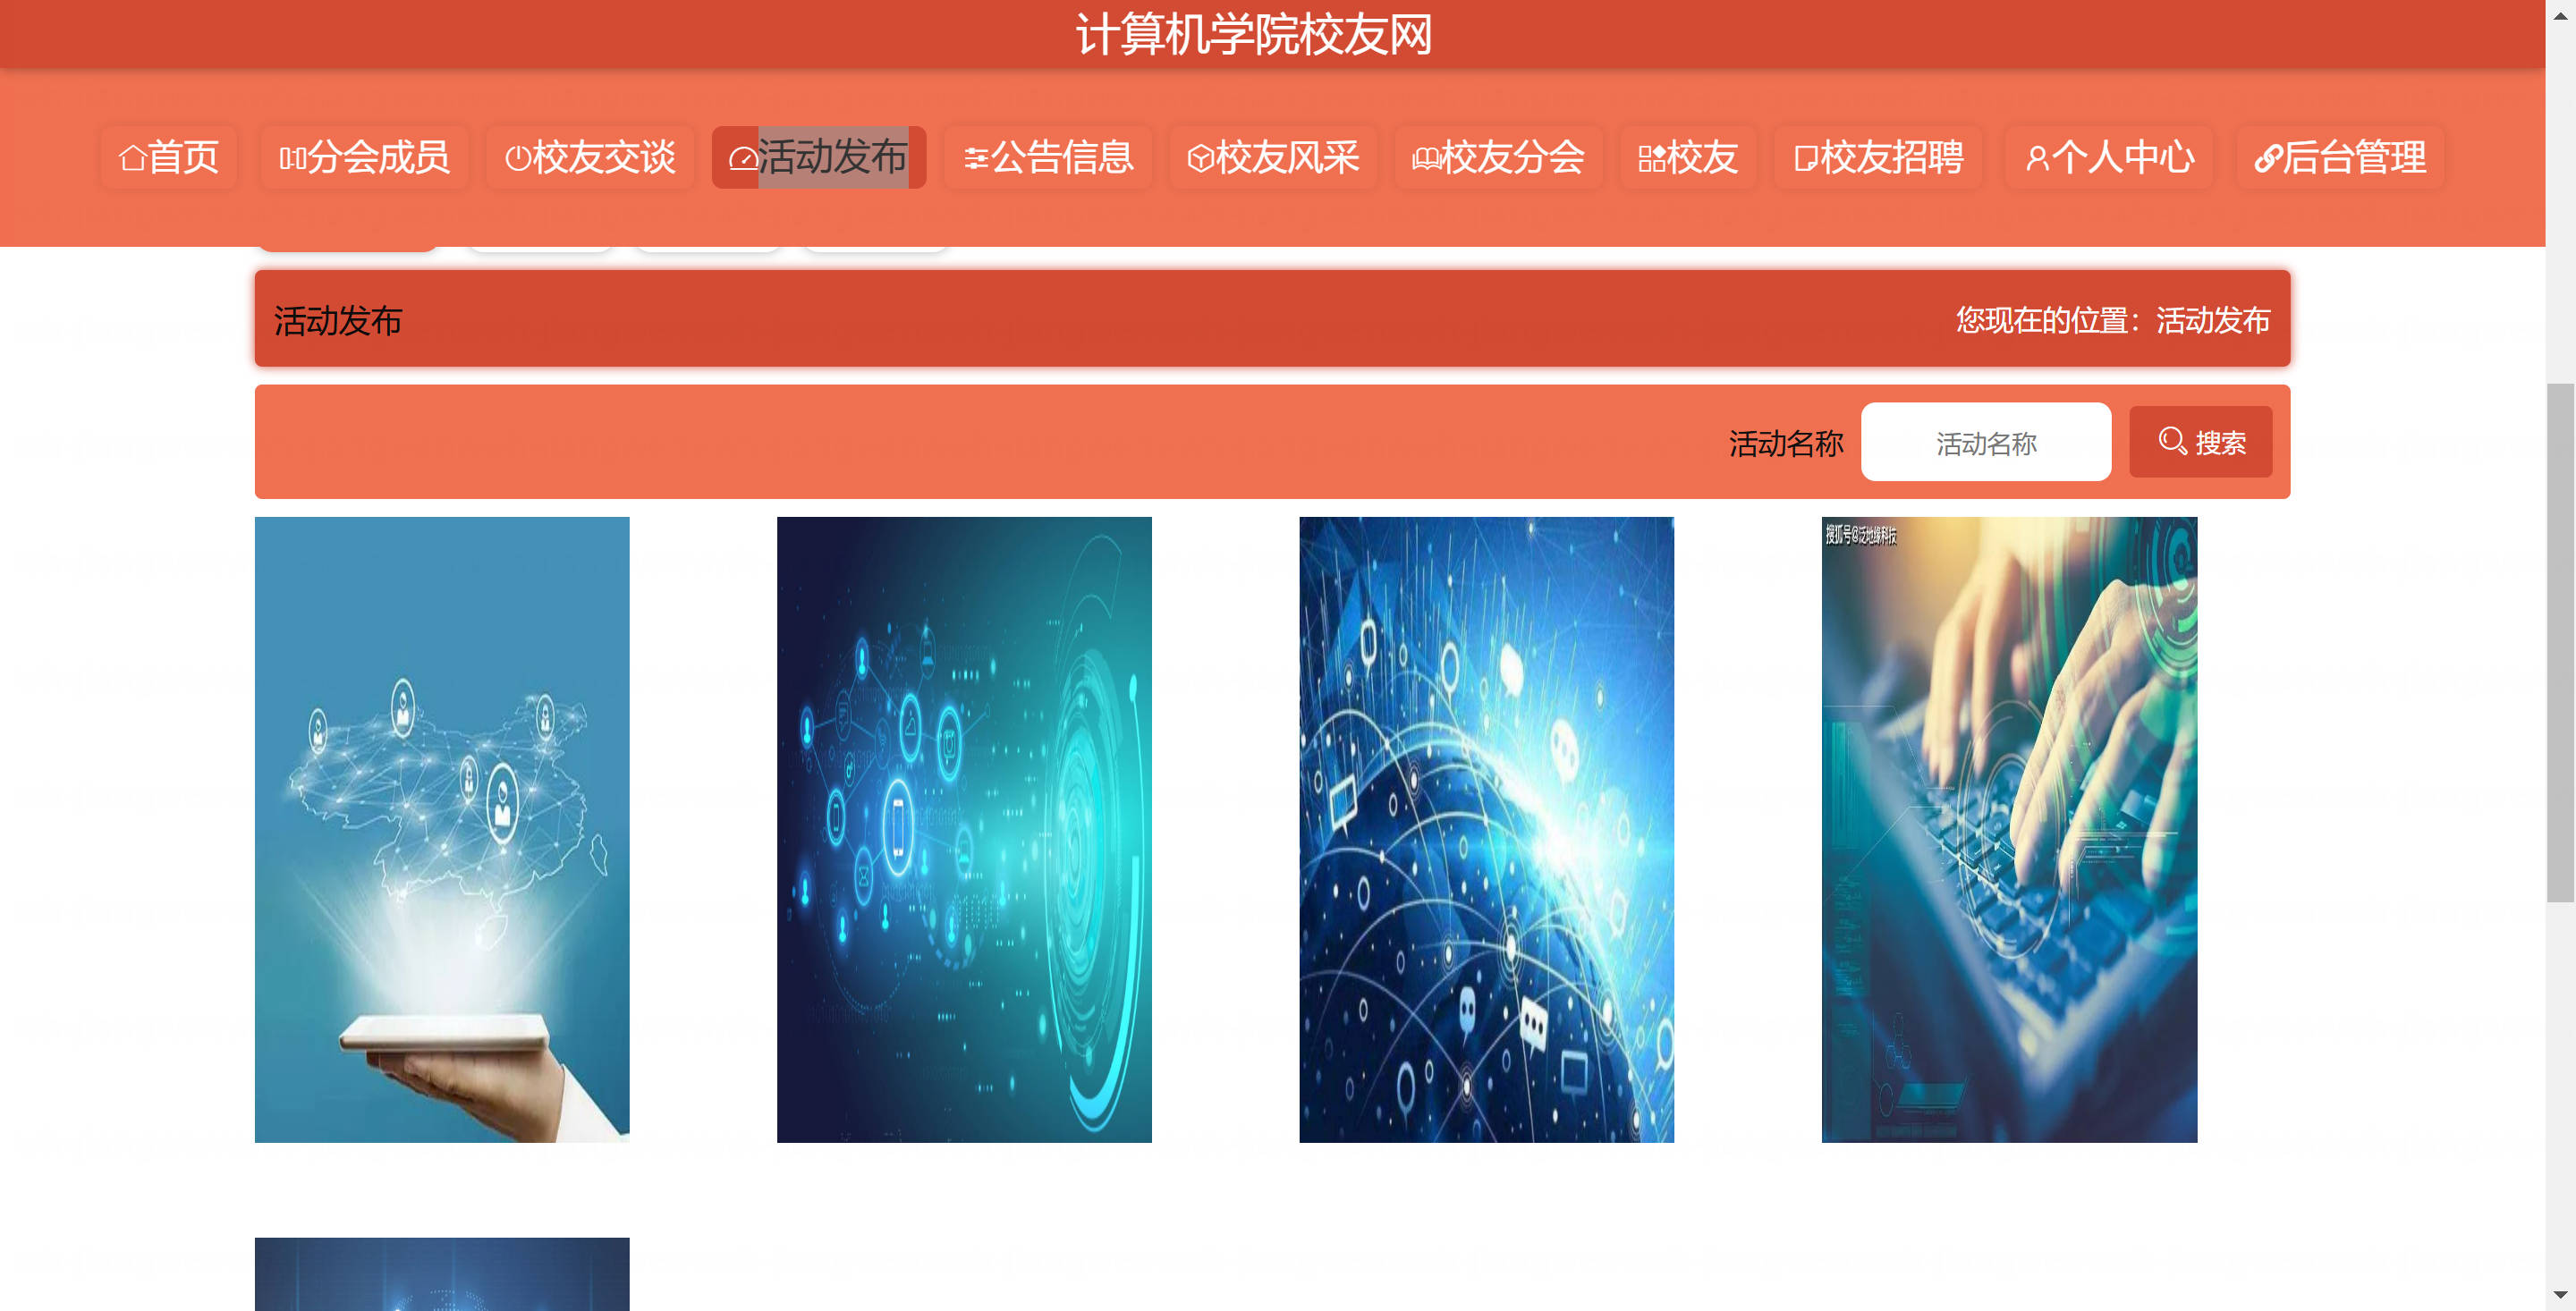 计算机学院校友网
首页 分会成员 校友交谈 活动发布 公告信息 校友风采 校友分会 校友 校友招聘 个人中心 后台管理
活动发布 您现在的位置：活动发布
活动名称 活动名称 搜索
搜狐号@泛地缘科技